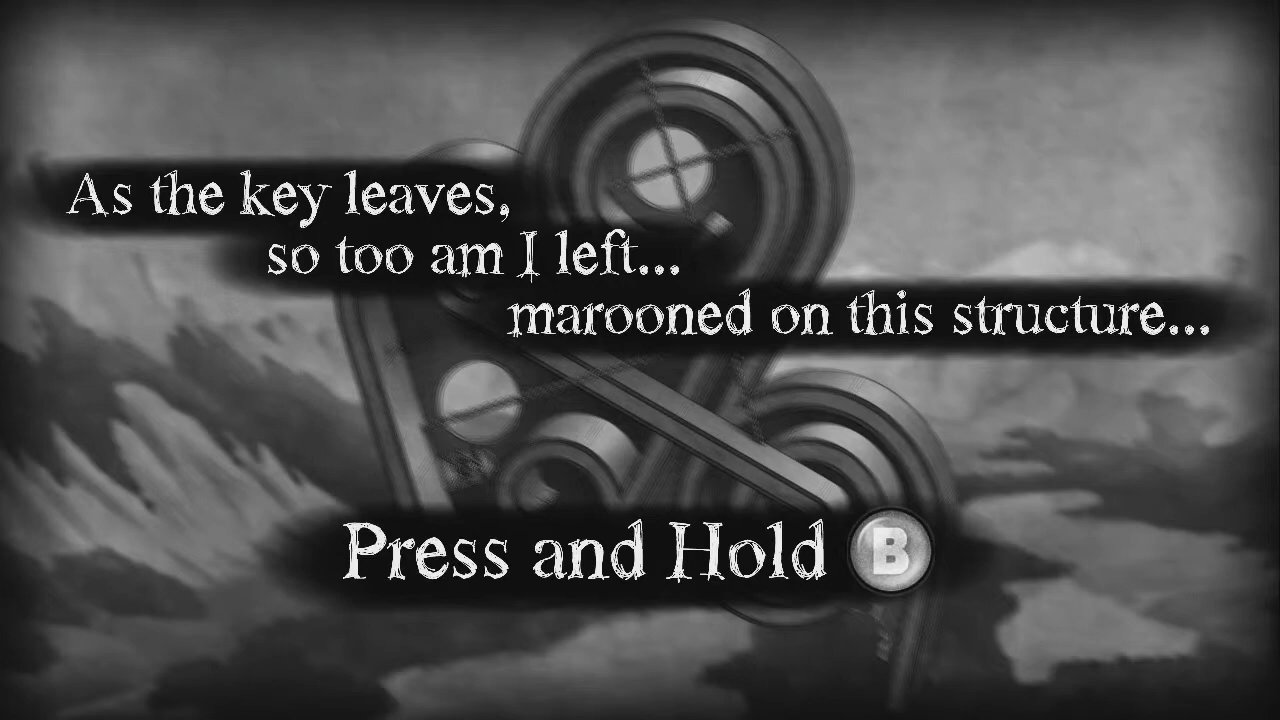 As the key leaves,
so too am I left...
marooned on this structure...
Press and Hold B